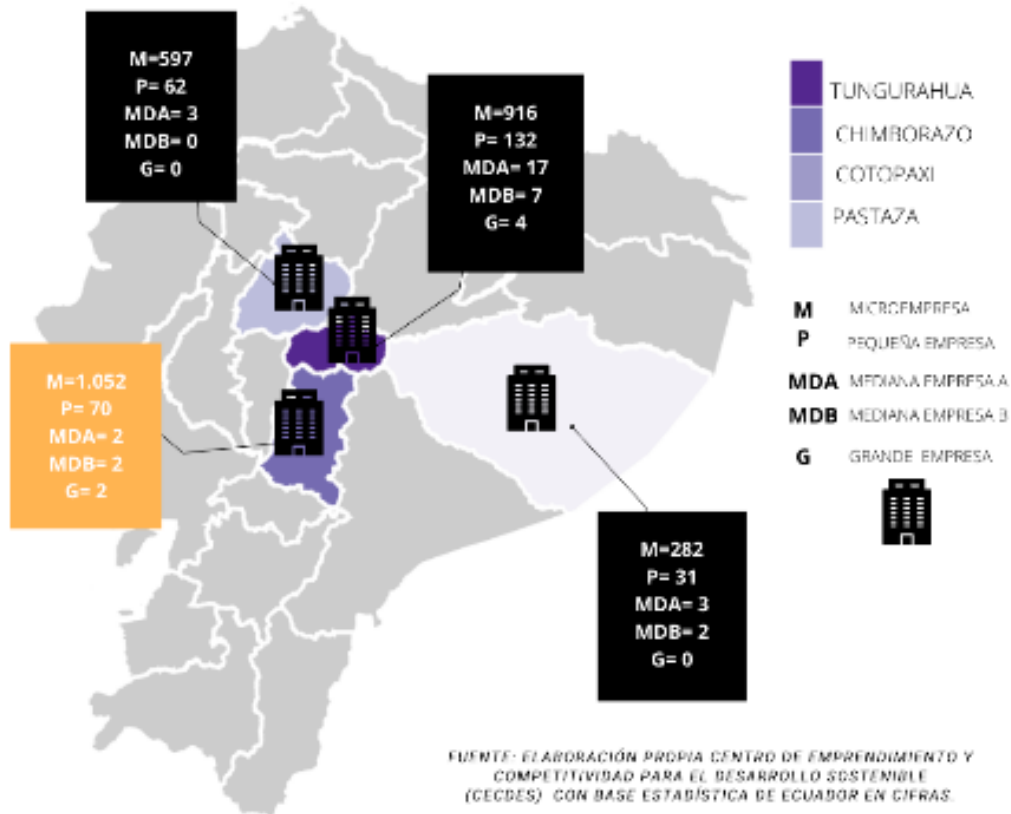 M=597
P= 62
MDA= 3
MDB= 0
G= 0
M=916
P= 132
MDA= 17
MDB= 7
G= 4
TUNGURAHUA
CHIMBORAZO
COTOPAXI
PASTAZA
M MICROEMPRESA
P PEQUEÑA EMPRESA
MDA MEDIANA EMPRESA A
MDB MEDIANA EMPRESA B
G GRANDE EMPRESA
M=1.052
P= 70
MDA= 2
MDB= 2
G= 2
M=282
P= 31
MDA= 3
MDB= 2
G= 0
FUENTE: ELABORACIÓN PROPIA CENTRO DE EMPRENDIMIENTO Y
COMPETITIVIDAD PARA EL DESARROLLO SOSTENIBLE
(CECDES) CON BASE ESTADÍSTICA DE ECUADOR EN CIFRAS.